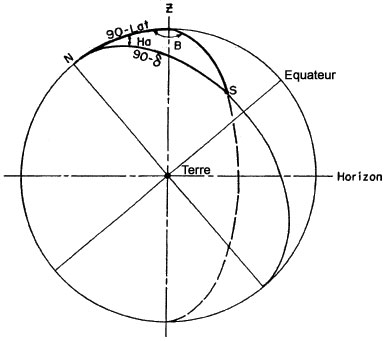 Z
90-Lat
B
Ha
N
90-δ
Equateur
S
Terre
Horizon